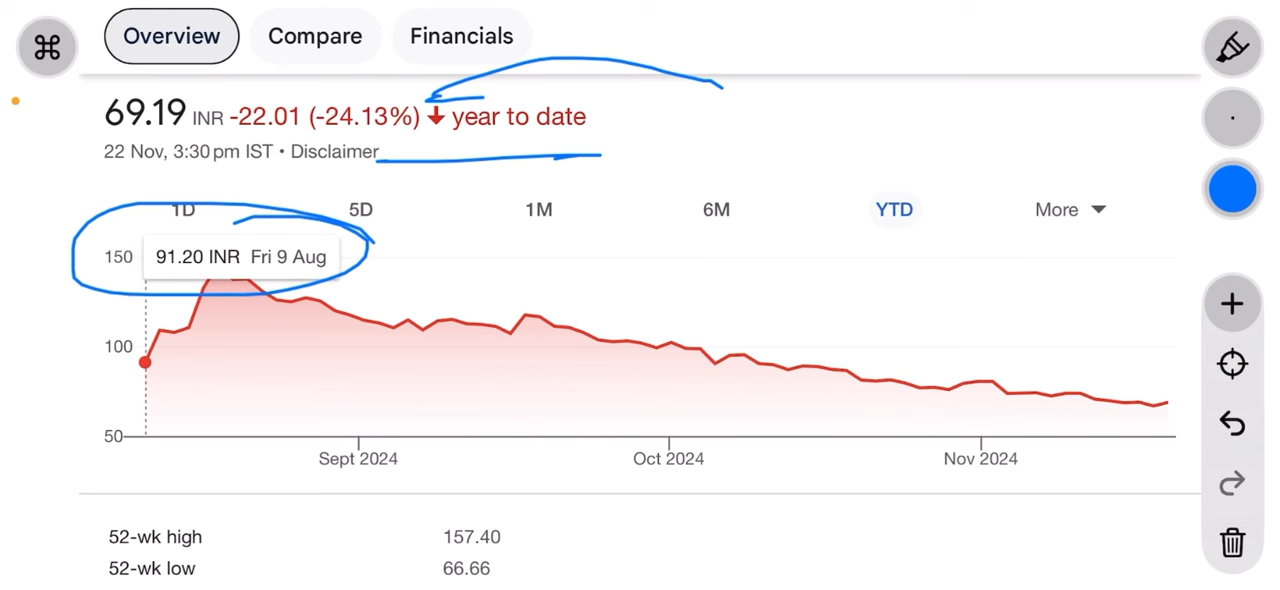 Overview Compare Financials
69.19 INR -22.01 (-24.13%) ↓ year to date
22 Nov, 3:30 pm IST • Disclaimer
1D 5D 1M 6M YTD More
150 91.20 INR Fri 9 Aug
100
50
Sept 2024 Oct 2024 Nov 2024
52-wk high 157.40
52-wk low 66.66